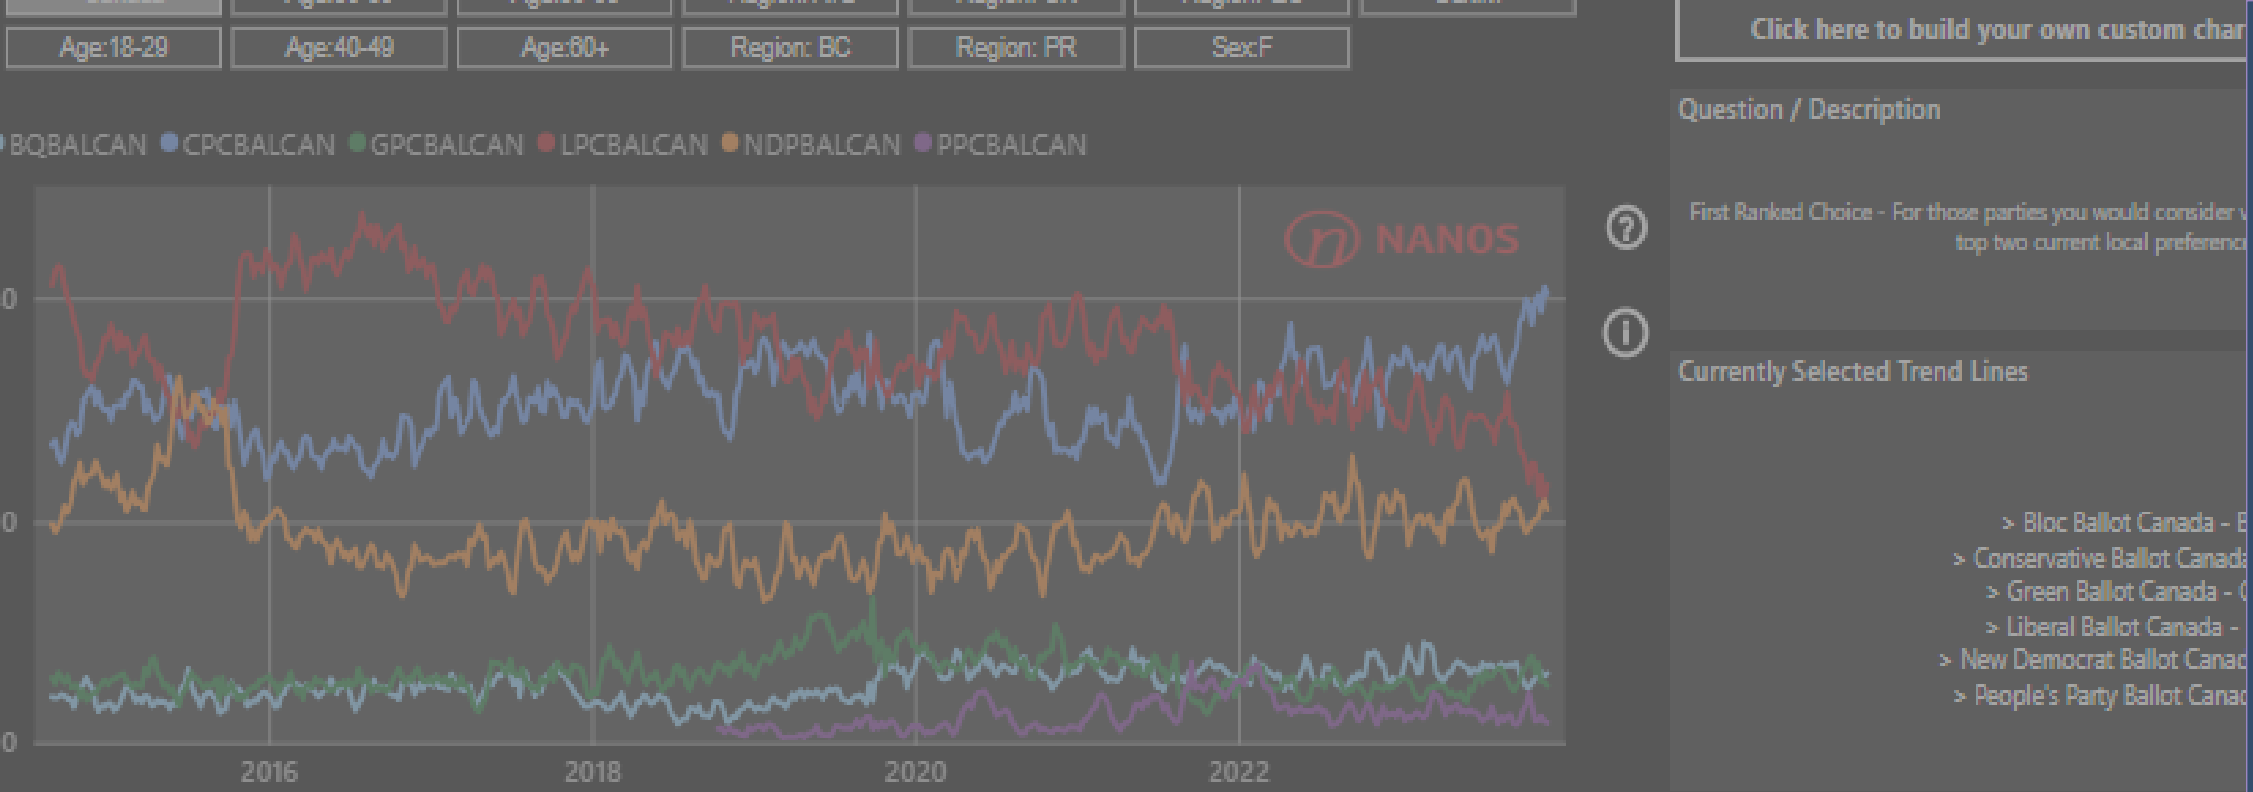 Age:18-29 Age:40-49 Age:60+ Region: BC Region: PR Sex:F
Click here to build your own custom char
BQBALCAN CPCBALCAN GPCBALCAN LPCBALCAN NDPBALCAN PPCBALCAN
Question / Description
First Ranked Choice - For those parties you would consider v
top two current local preference
NANOS
Currently Selected Trend Lines
> Bloc Ballot Canada - B
> Conservative Ballot Canada
> Green Ballot Canada -
> Liberal Ballot Canada -
> New Democrat Ballot Canad
> People's Party Ballot Canad
0
0
0
2016 2018 2020 2022